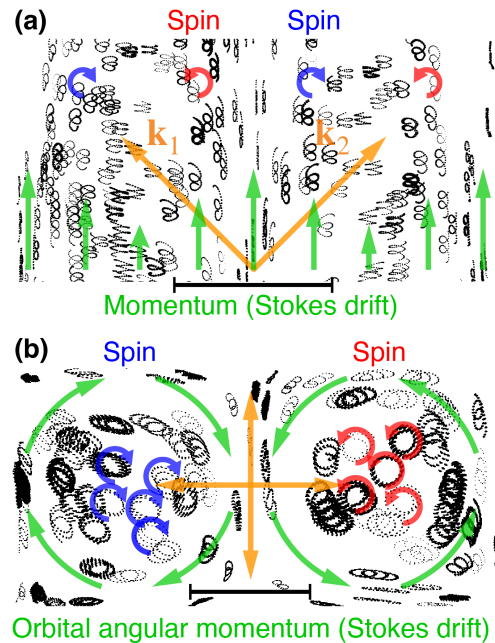 (a)
Spin Spin
k1 k2
Momentum (Stokes drift)
(b)
Spin Spin
Orbital angular momentum (Stokes drift)